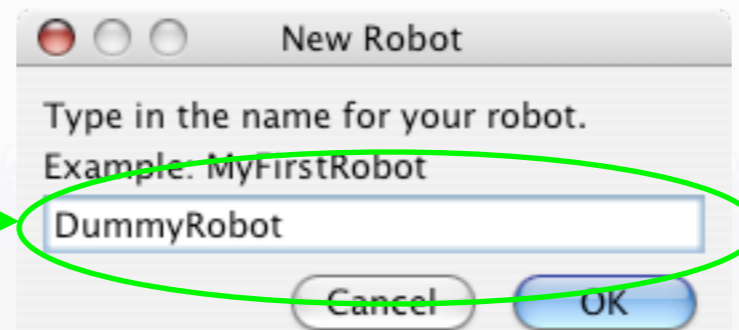 New Robot
Type in the name for your robot.
Example: MyFirstRobot
DummyRobot
Cancel OK